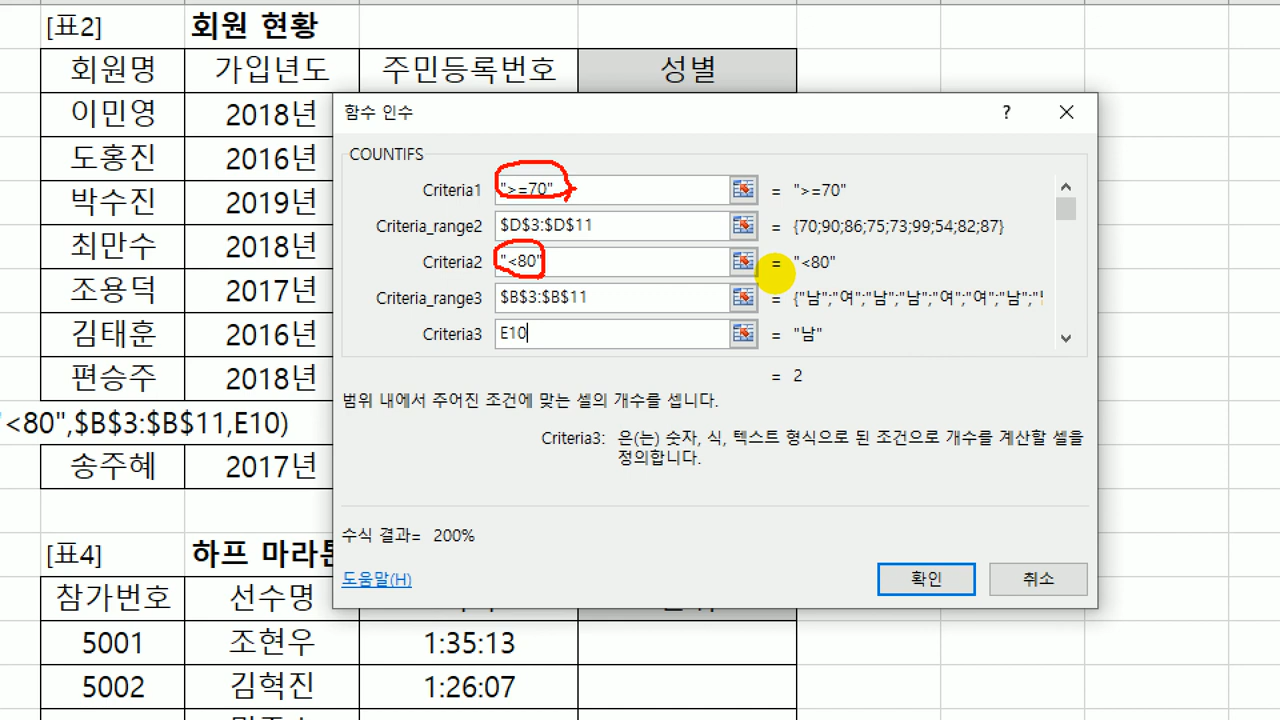 [표2] 회원 현황
회원명 가입년도 주민등록번호 성별
이민영 2018년
도홍진 2016년
박수진 2019년
최만수 2018년
조용덕 2017년
김태훈 2016년
편승주 2018년
"<80",$B$3:$B$11,E10)
송주혜 2017년
함수 인수 ?
COUNTIFS
Criteria1 ">=70" = ">=70"
Criteria_range2 $D$3:$D$11 = {70;90;86;75;73;99;54;82;87}
Criteria2 "<80" = "<80"
Criteria_range3 $B$3:$B$11 = {"남";"여";"남";"남";"여";"여";"남";"
Criteria3 E10 = "남"
= 2
범위 내에서 주어진 조건에 맞는 셀의 개수를 셉니다.
Criteria3: 은(는) 숫자, 식, 텍스트 형식으로 된 조건으로 개수를 계산할 셀을
정의합니다.
수식 결과= 200%
도움말(H) 확인 취소
[표4] 하프 마라톤
참가번호 선수명
5001 조현우 1:35:13
5002 김혁진 1:26:07